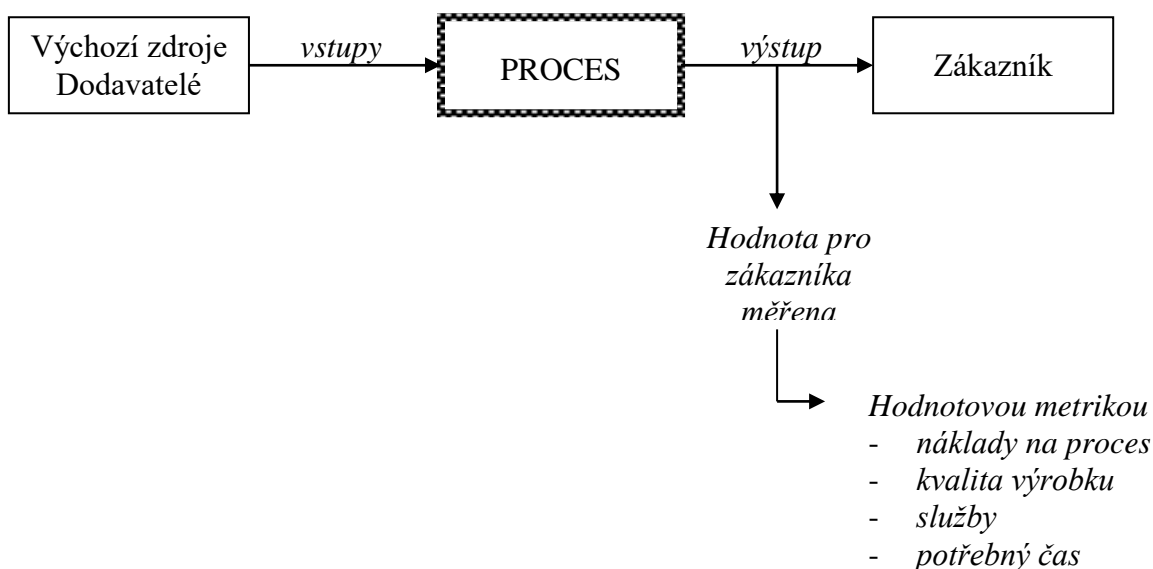 Výchozí zdroje
Dodavatelé
vstupy
PROCES
výstup
Zákazník
Hodnota pro
zákazníka
měřena
Hodnotovou metrikou
- náklady na proces
- kvalita výrobku
- služby
- potřebný čas